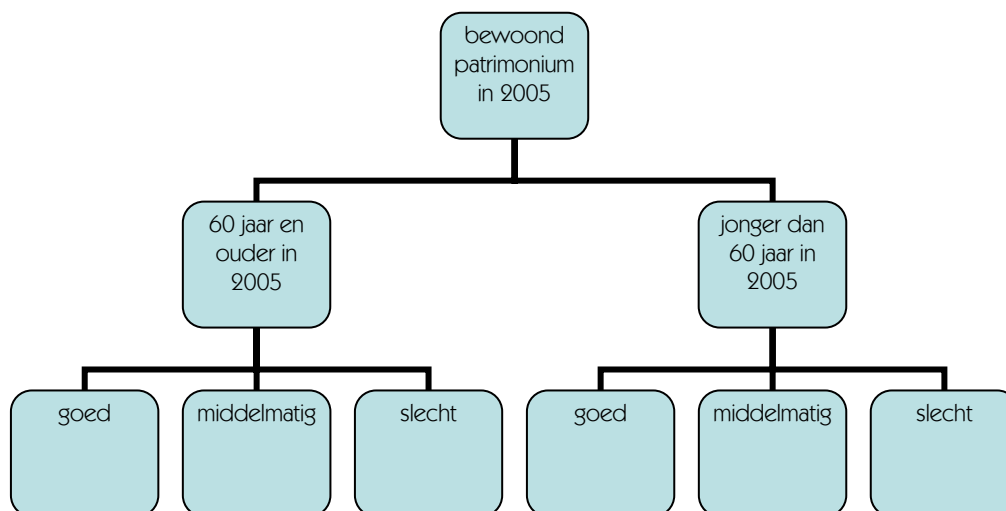 bewoond
patrimonium
in 2005
60 jaar en
ouder in
2005
jonger dan
60 jaar in
2005
goed
middelmatig
slecht
goed
middelmatig
slecht